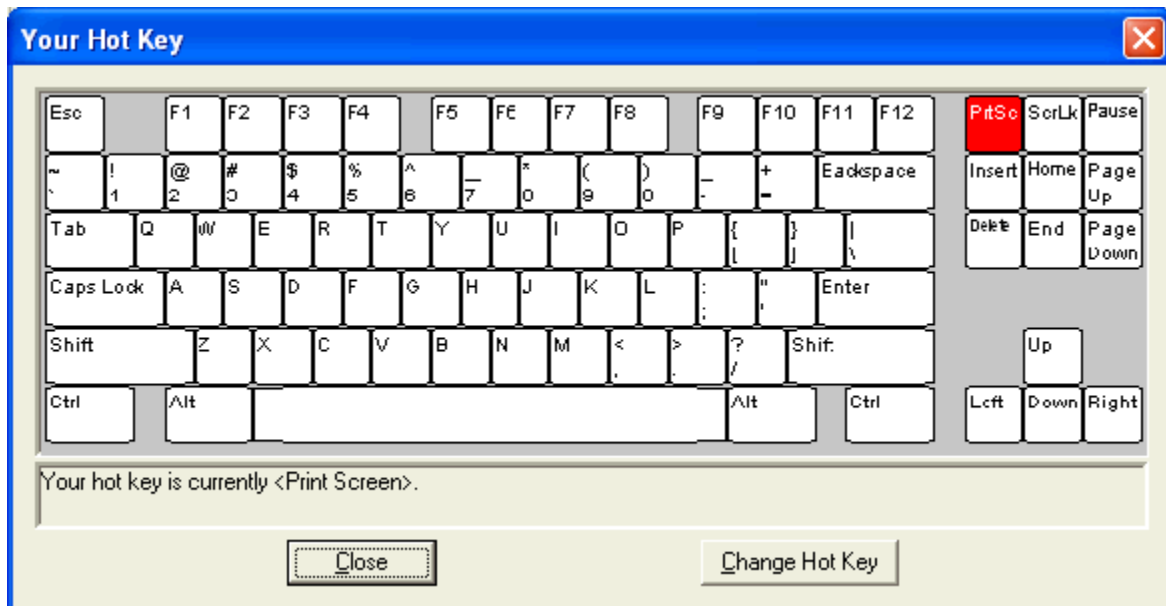 Your Hot Key
Esc F1 F2 F3 F4 F5 F6 F7 F8 F9 F10 F11 F12 PrtSc ScrLk Pause
~ ! @ # $ % ^ _ * ( ) _ +
` 1 2 3 4 5 6 7 8 9 0 - = Backspace Insert Home Page Up
Tab Q W E R T Y U I O P { } | Delete End Page Down
[ ] \
Caps Lock A S D F G H J K L : " Enter
; '
Shift Z X C V B N M < > ? Shift Up
, . /
Ctrl Alt Alt Ctrl Left Down Right
Your hot key is currently <Print Screen>.
Close Change Hot Key